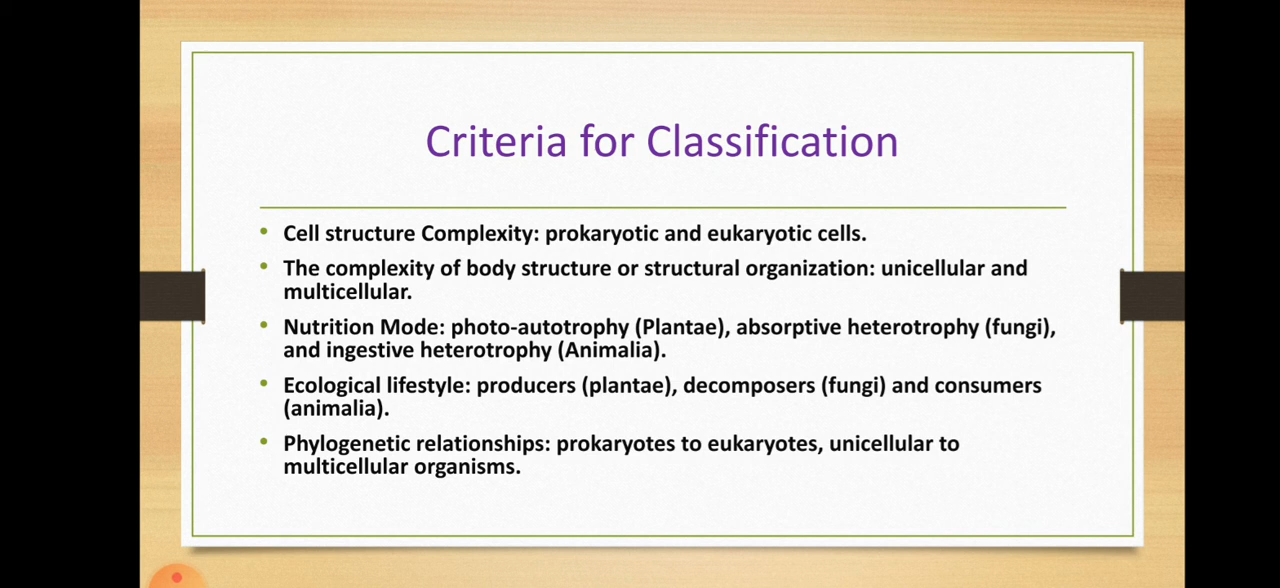 Criteria for Classification
• Cell structure Complexity: prokaryotic and eukaryotic cells.
• The complexity of body structure or structural organization: unicellular and
multicellular.
• Nutrition Mode: photo-autotrophy (Plantae), absorptive heterotrophy (fungi),
and ingestive heterotrophy (Animalia).
• Ecological lifestyle: producers (plantae), decomposers (fungi) and consumers
(animalia).
• Phylogenetic relationships: prokaryotes to eukaryotes, unicellular to
multicellular organisms.